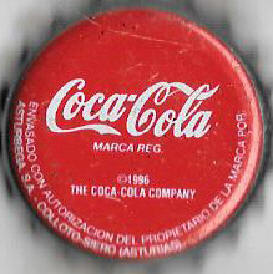 Coca-Cola
MARCA REG.
©1996
THE COCA-COLA COMPANY
ENVASADO CON AUTORIZACION DEL PROPIETARIO DE LA MARCA POR:
ASTURBEGA S.A. - COLLOTO-SIERO (ASTURIAS)